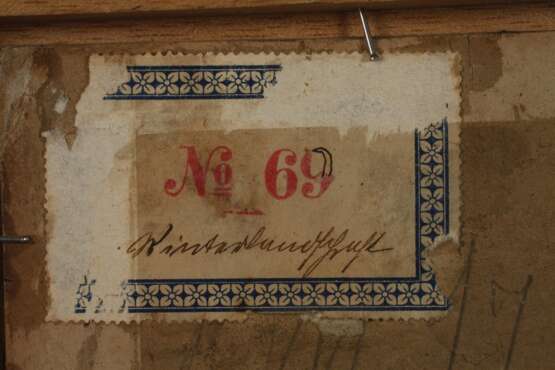 No 69
Winterlandschaft